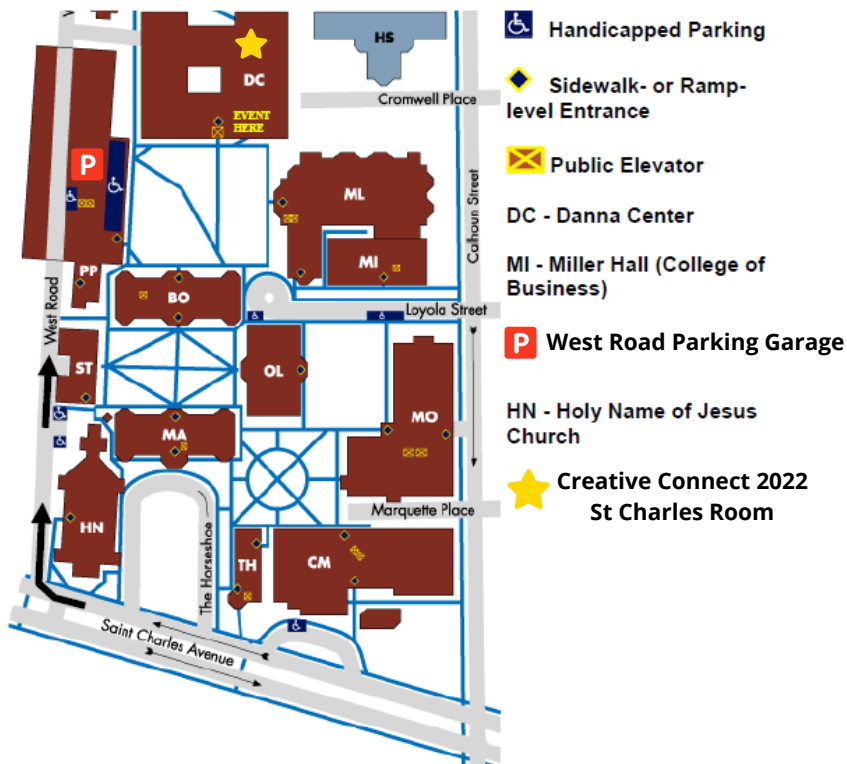 HS
DC
EVENT
HERE
Cromwell Place
P
ML
Calhoun Street
MI
PP
BO
Loyola Street
West Road
ST
OL
MO
MA
Marquette Place
HN
The Horseshoe
TH
CM
Saint Charles Avenue
Handicapped Parking
Sidewalk- or Ramp-
level Entrance
Public Elevator
DC - Danna Center
MI - Miller Hall (College of
Business)
P West Road Parking Garage
HN - Holy Name of Jesus
Church
Creative Connect 2022
St Charles Room